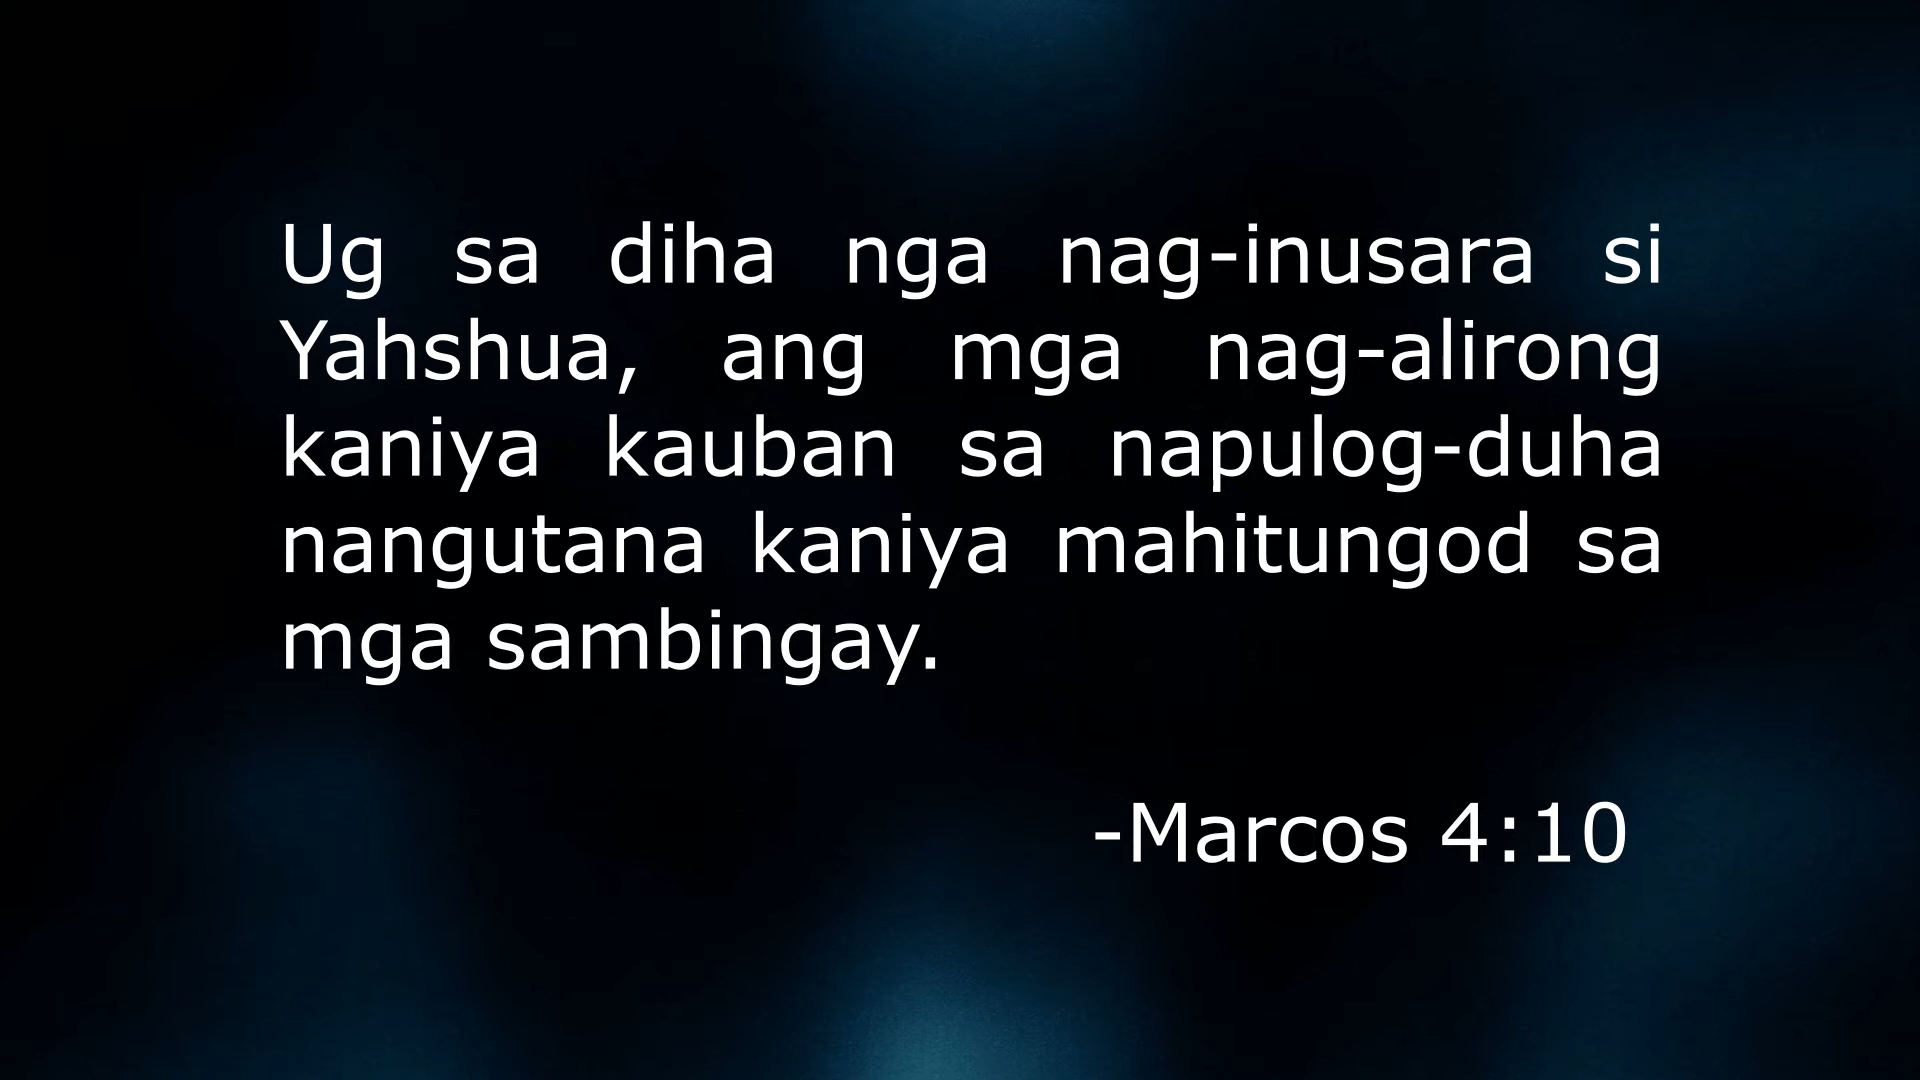 Ug sa diha nga nag-inusara si
Yahshua, ang mga nag-alirong
kaniya kauban sa napulog-duha
nangutana kaniya mahitungod sa
mga sambingay.
-Marcos 4:10